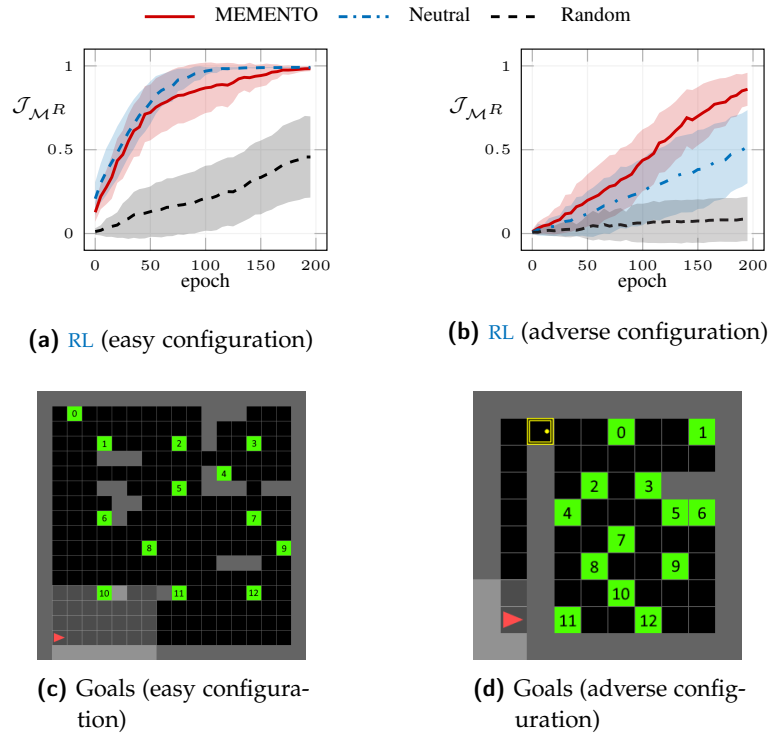 MEMENTO Neutral Random
1
0.5
0
𝒥ℳR
0 50 100 150 200
epoch
1
0.5
0
𝒥ℳR
0 50 100 150 200
epoch
(a) RL (easy configuration)
(b) RL (adverse configuration)
0
1 2 3
4
5
6 7
8 9
10 11 12
0 1
2 3
4 5 6
7
8 9
10
11 12
(c) Goals (easy configura-
tion)
(d) Goals (adverse config-
uration)